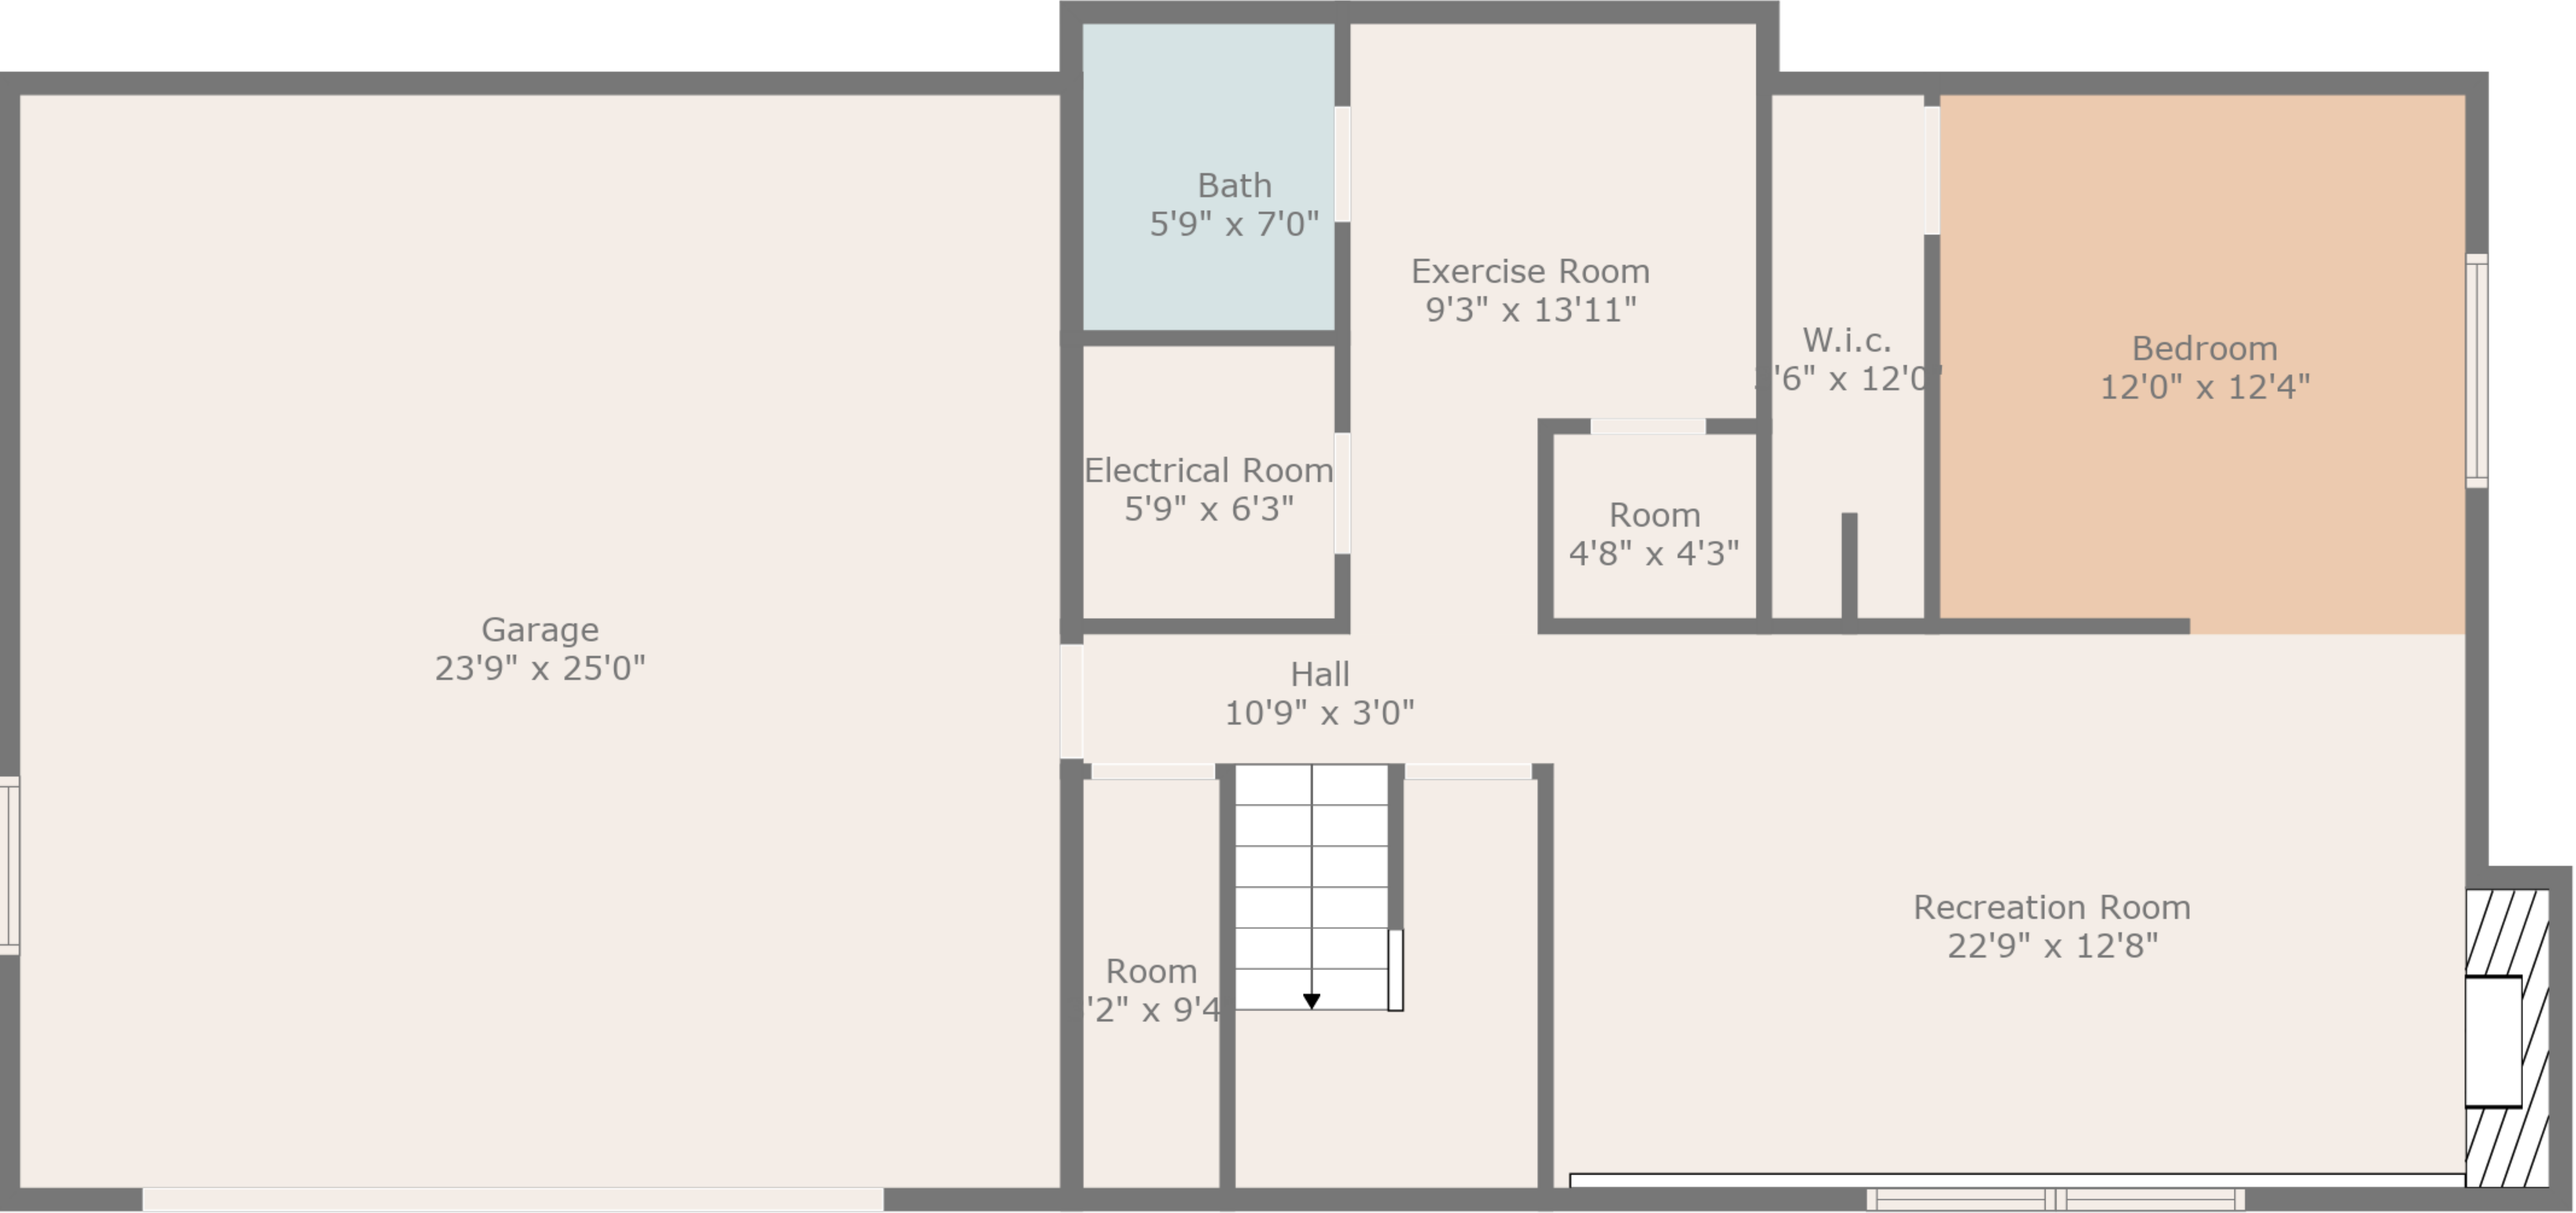 Bath
5'9" x 7'0"
Exercise Room
9'3" x 13'11"
W.i.c.
'6" x 12'0"
Bedroom
12'0" x 12'4"
Electrical Room
5'9" x 6'3"
Room
4'8" x 4'3"
Garage
23'9" x 25'0"
Hall
10'9" x 3'0"
Recreation Room
22'9" x 12'8"
Room
'2" x 9'4